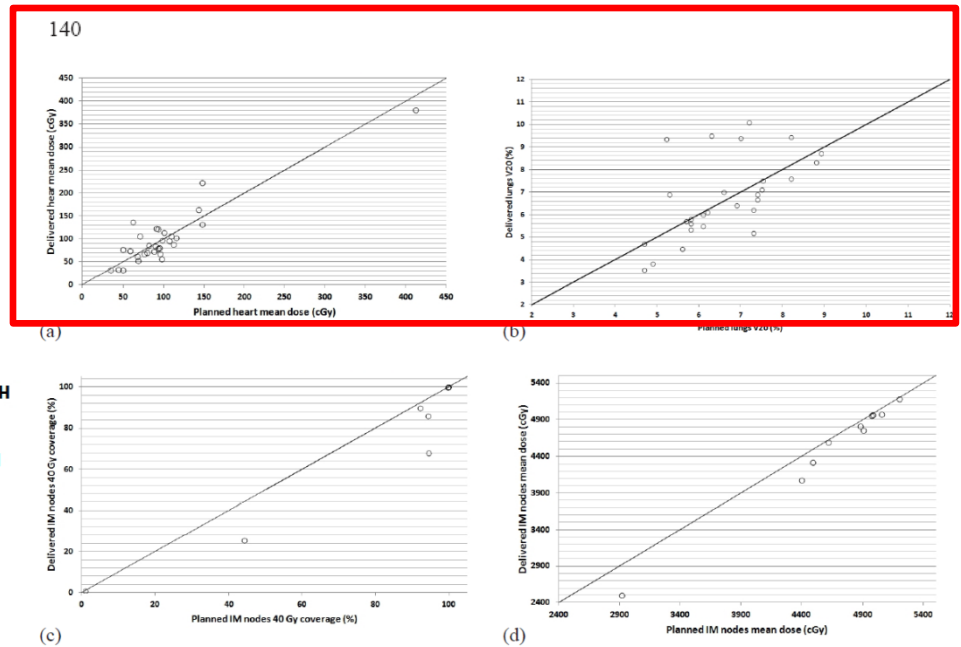 140
Delivered hear mean dose (cGy)
450
400
350
300
250
200
150
100
50
0
0 50 100 150 200 250 300 350 400 450
Planned heart mean dose (cGy)
(a)
Delivered lungs V20 (%)
12
11
10
9
8
7
6
5
4
3
2
2 3 4 5 6 7 8 9 10 11 12
Planned lungs V20 (%)
(b)
H
Delivered IM nodes 40 Gy coverage (%)
100
80
60
40
20
0
0 20 40 60 80 100
Planned IM nodes 40 Gy coverage (%)
(c)
Delivered IM nodes mean dose (cGy)
5400
4900
4400
3900
3400
2900
2400
2400 2900 3400 3900 4400 4900 5400
Planned IM nodes mean dose (cGy)
(d)